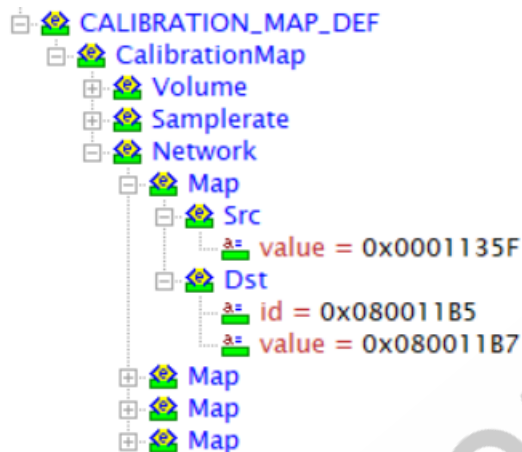 CALIBRATION_MAP_DEF
CalibrationMap
Volume
Samplerate
Network
Map
Src
value = 0x0001135F
Dst
id = 0x080011B5
value = 0x080011B7
Map
Map
Map